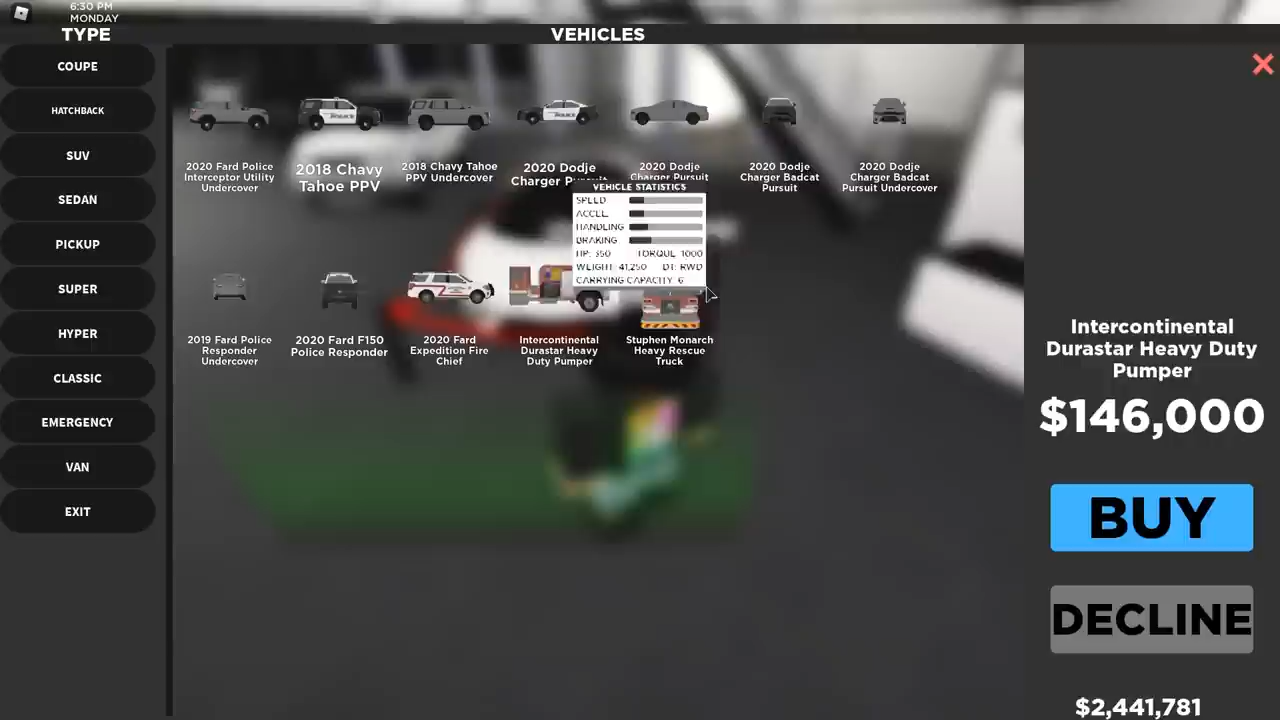 6:30 PM
MONDAY
TYPE
VEHICLES
COUPE
HATCHBACK
SUV
SEDAN
PICKUP
SUPER
HYPER
CLASSIC
EMERGENCY
VAN
EXIT
2020 Fard Police
Interceptor Utility
Undercover
2018 Chavy
Tahoe PPV
2018 Chavy Tahoe
PPV Undercover
2020 Dodje
Charger Pursuit
2020 Dodje
Charger Pursuit
2020 Dodje
Charger Badcat
Pursuit
2020 Dodje
Charger Badcat
Pursuit Undercover
VEHICLE STATISTICS
SPEED
ACCEL.
HANDLING
BRAKING
HP: 350 TORQUE 1000
WEIGHT: 41,250 DT: RWD
CARRYING CAPACITY 6
2019 Fard Police
Responder
Undercover
2020 Fard F150
Police Responder
2020 Fard
Expedition Fire
Chief
Intercontinental
Durastar Heavy
Duty Pumper
Stuphen Monarch
Heavy Rescue
Truck
Intercontinental
Durastar Heavy Duty
Pumper
$146,000
BUY
DECLINE
$2,441,781